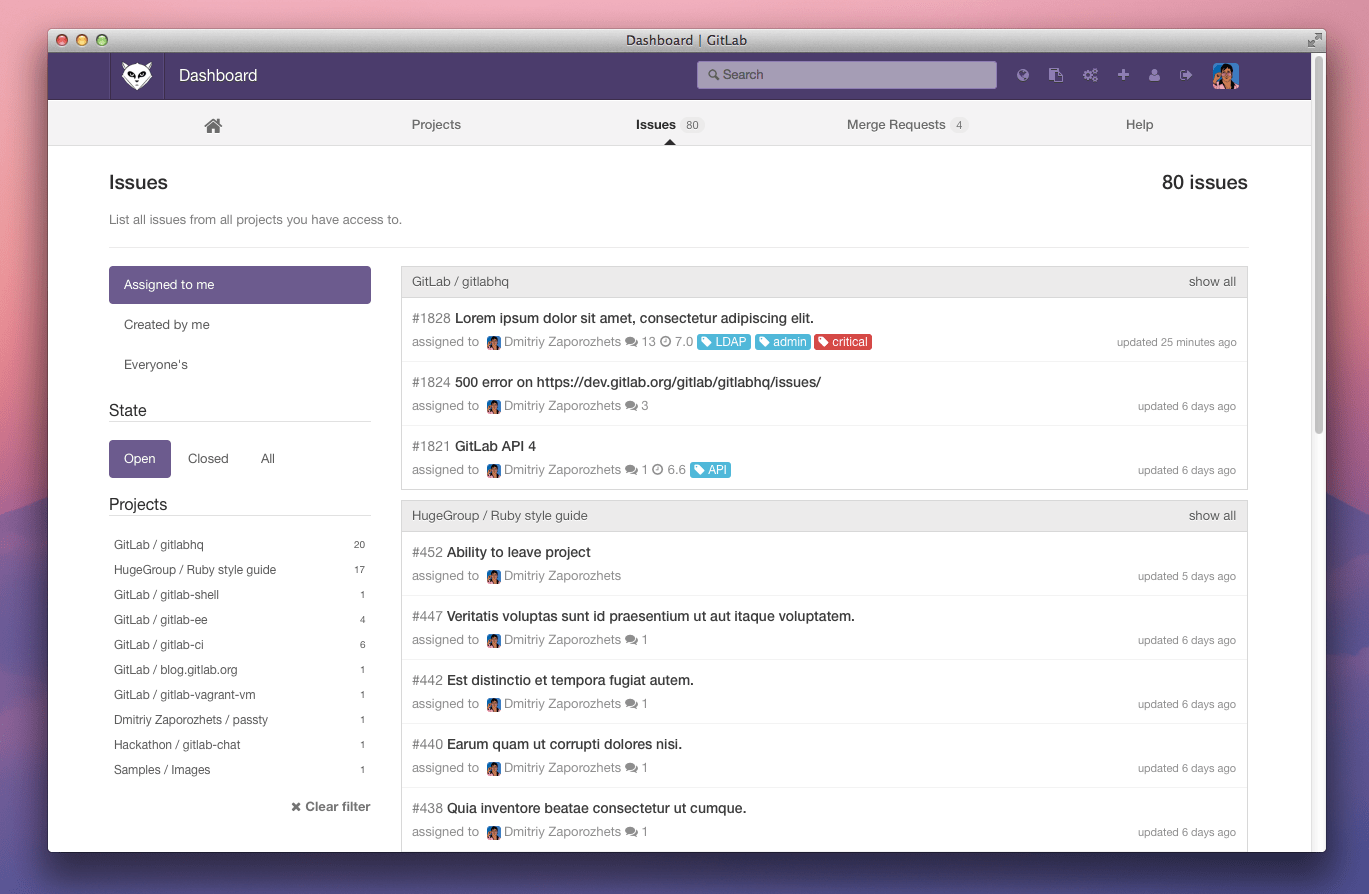 Dashboard | GitLab
Dashboard
Search
Projects
Issues 80
Merge Requests 4
Help
Issues
80 issues
List all issues from all projects you have access to.
Assigned to me
Created by me
Everyone's
State
Open Closed All
Projects
GitLab / gitlabhq 20
HugeGroup / Ruby style guide 17
GitLab / gitlab-shell 1
GitLab / gitlab-ee 4
GitLab / gitlab-ci 6
GitLab / blog.gitlab.org 1
GitLab / gitlab-vagrant-vm 1
Dmitriy Zaporozhets / passty 1
Hackathon / gitlab-chat 1
Samples / Images 1
Clear filter
GitLab / gitlabhq show all
#1828 Lorem ipsum dolor sit amet, consectetur adipiscing elit.
assigned to Dmitriy Zaporozhets 13 7.0 LDAP admin critical updated 25 minutes ago
#1824 500 error on https://dev.gitlab.org/gitlab/gitlabhq/issues/
assigned to Dmitriy Zaporozhets 3 updated 6 days ago
#1821 GitLab API 4
assigned to Dmitriy Zaporozhets 1 6.6 API updated 6 days ago
HugeGroup / Ruby style guide show all
#452 Ability to leave project
assigned to Dmitriy Zaporozhets updated 5 days ago
#447 Veritatis voluptas sunt id praesentium ut aut itaque voluptatem.
assigned to Dmitriy Zaporozhets 1 updated 6 days ago
#442 Est distinctio et tempora fugiat autem.
assigned to Dmitriy Zaporozhets 1 updated 6 days ago
#440 Earum quam ut corrupti dolores nisi.
assigned to Dmitriy Zaporozhets 1 updated 6 days ago
#438 Quia inventore beatae consectetur ut cumque.
assigned to Dmitriy Zaporozhets 1 updated 6 days ago